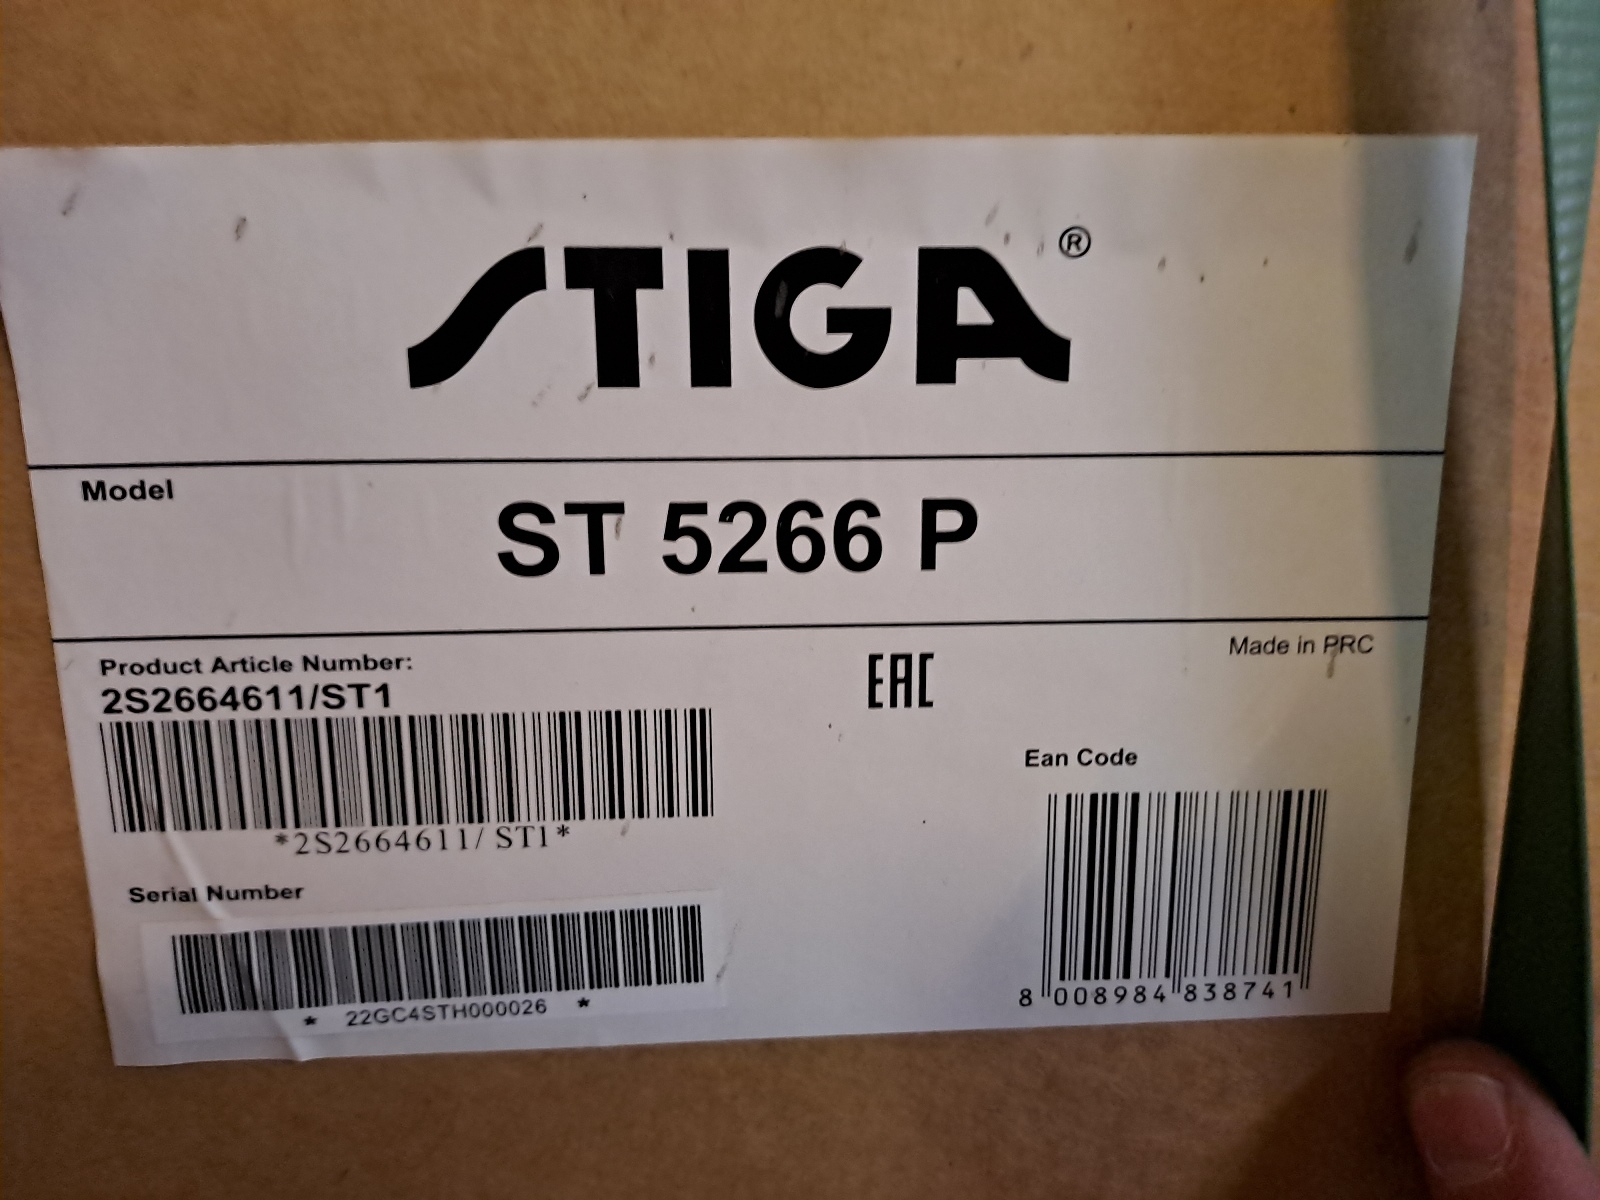 STIGA®
Model
ST 5266 P
Product Article Number:
2S2664611/ST1
*2S2664611/ ST1*
EAC
Made in PRC
Ean Code
8 008984 838741
Serial Number
* 22GC4STH000026 *